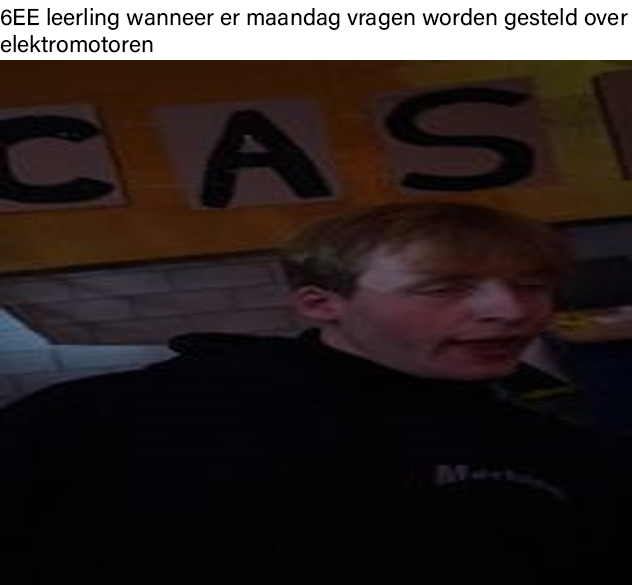 6EE leerling wanneer er maandag vragen worden gesteld over
elektromotoren
CAS